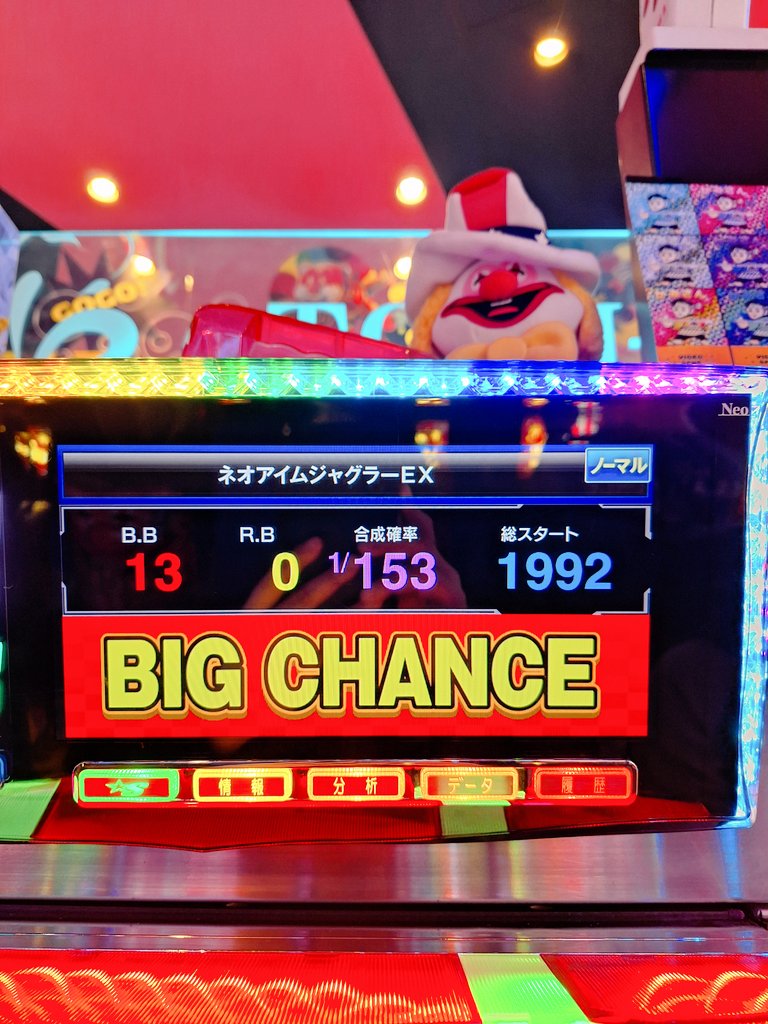 GOGO!
Neo
ネオアイムジャグラーEX
ノーマル
B.B
R.B
合成確率
総スタート
13
0
1/153
1992
BIG CHANCE
情報
分析
データ
履歴